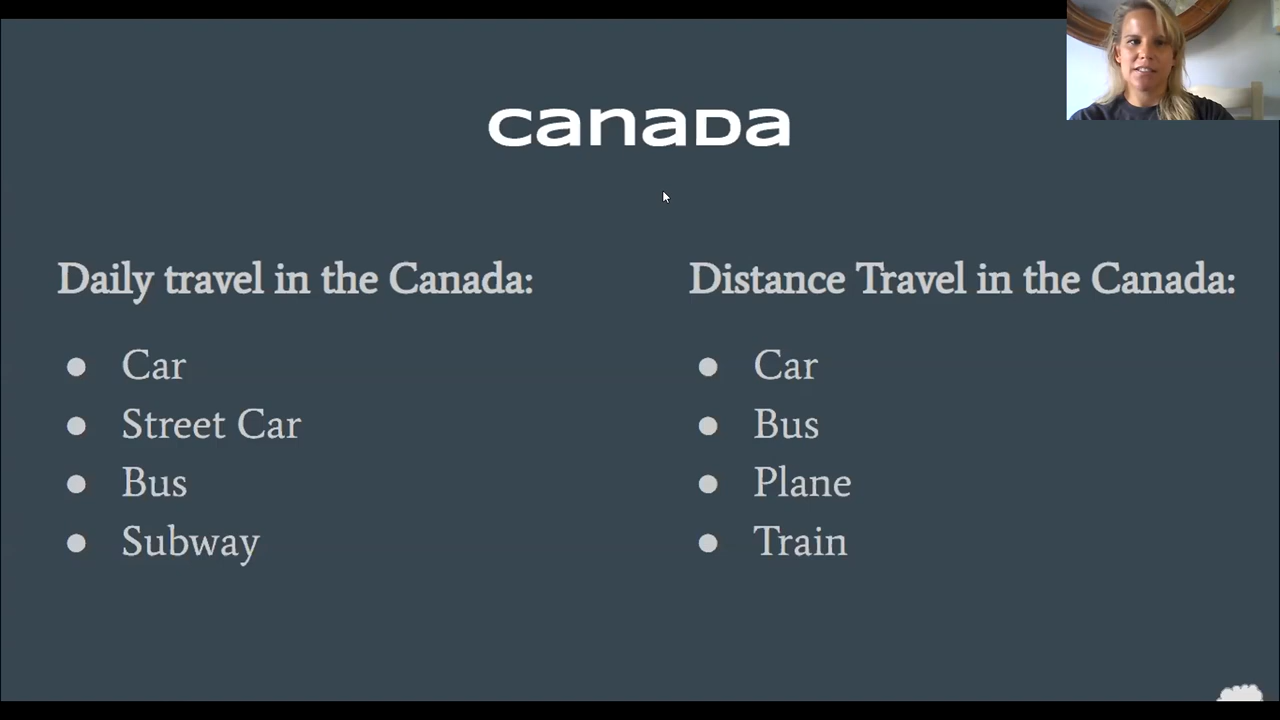 canada
Daily travel in the Canada:
● Car
● Street Car
● Bus
● Subway
Distance Travel in the Canada:
● Car
● Bus
● Plane
● Train